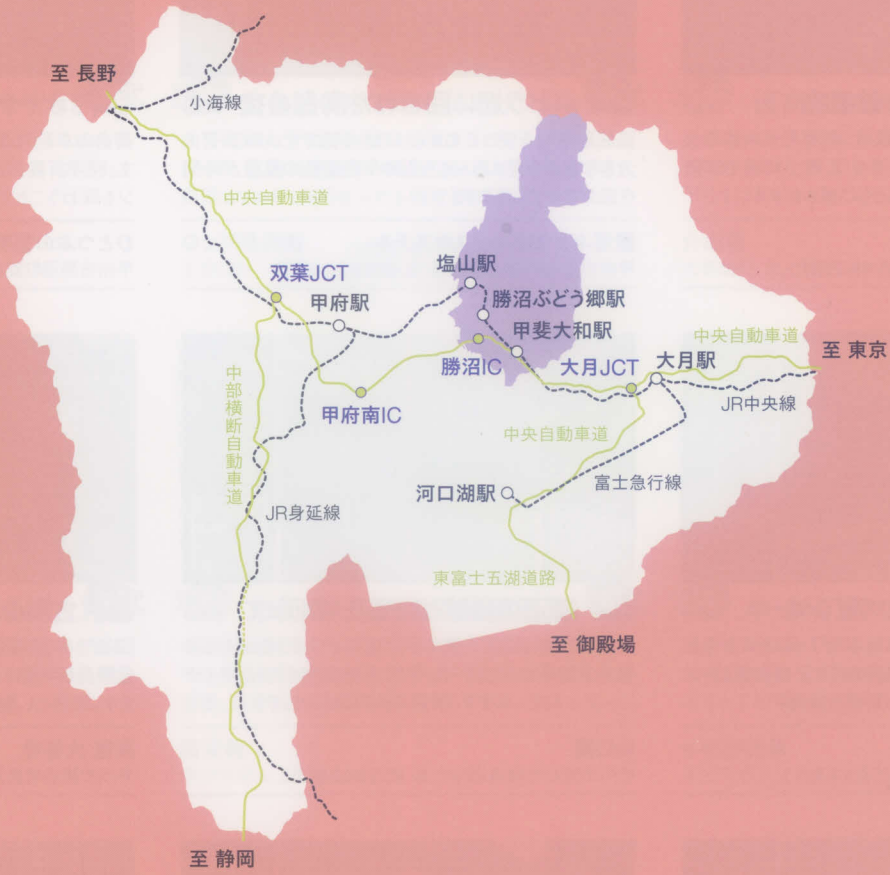 至 長野
小海線
中央自動車道
双葉JCT
甲府駅
塩山駅
勝沼ぶどう郷駅
甲斐大和駅
勝沼IC
大月JCT
大月駅
中央自動車道
至 東京
JR中央線
甲府南IC
中部横断自動車道
中央自動車道
富士急行線
河口湖駅
JR身延線
東富士五湖道路
至 御殿場
至 静岡